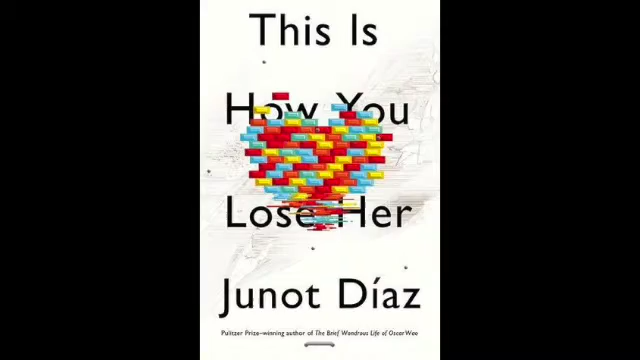 This Is
How You
Lose Her
Junot Díaz
Pulitzer Prize–winning author of The Brief Wondrous Life of Oscar Wao